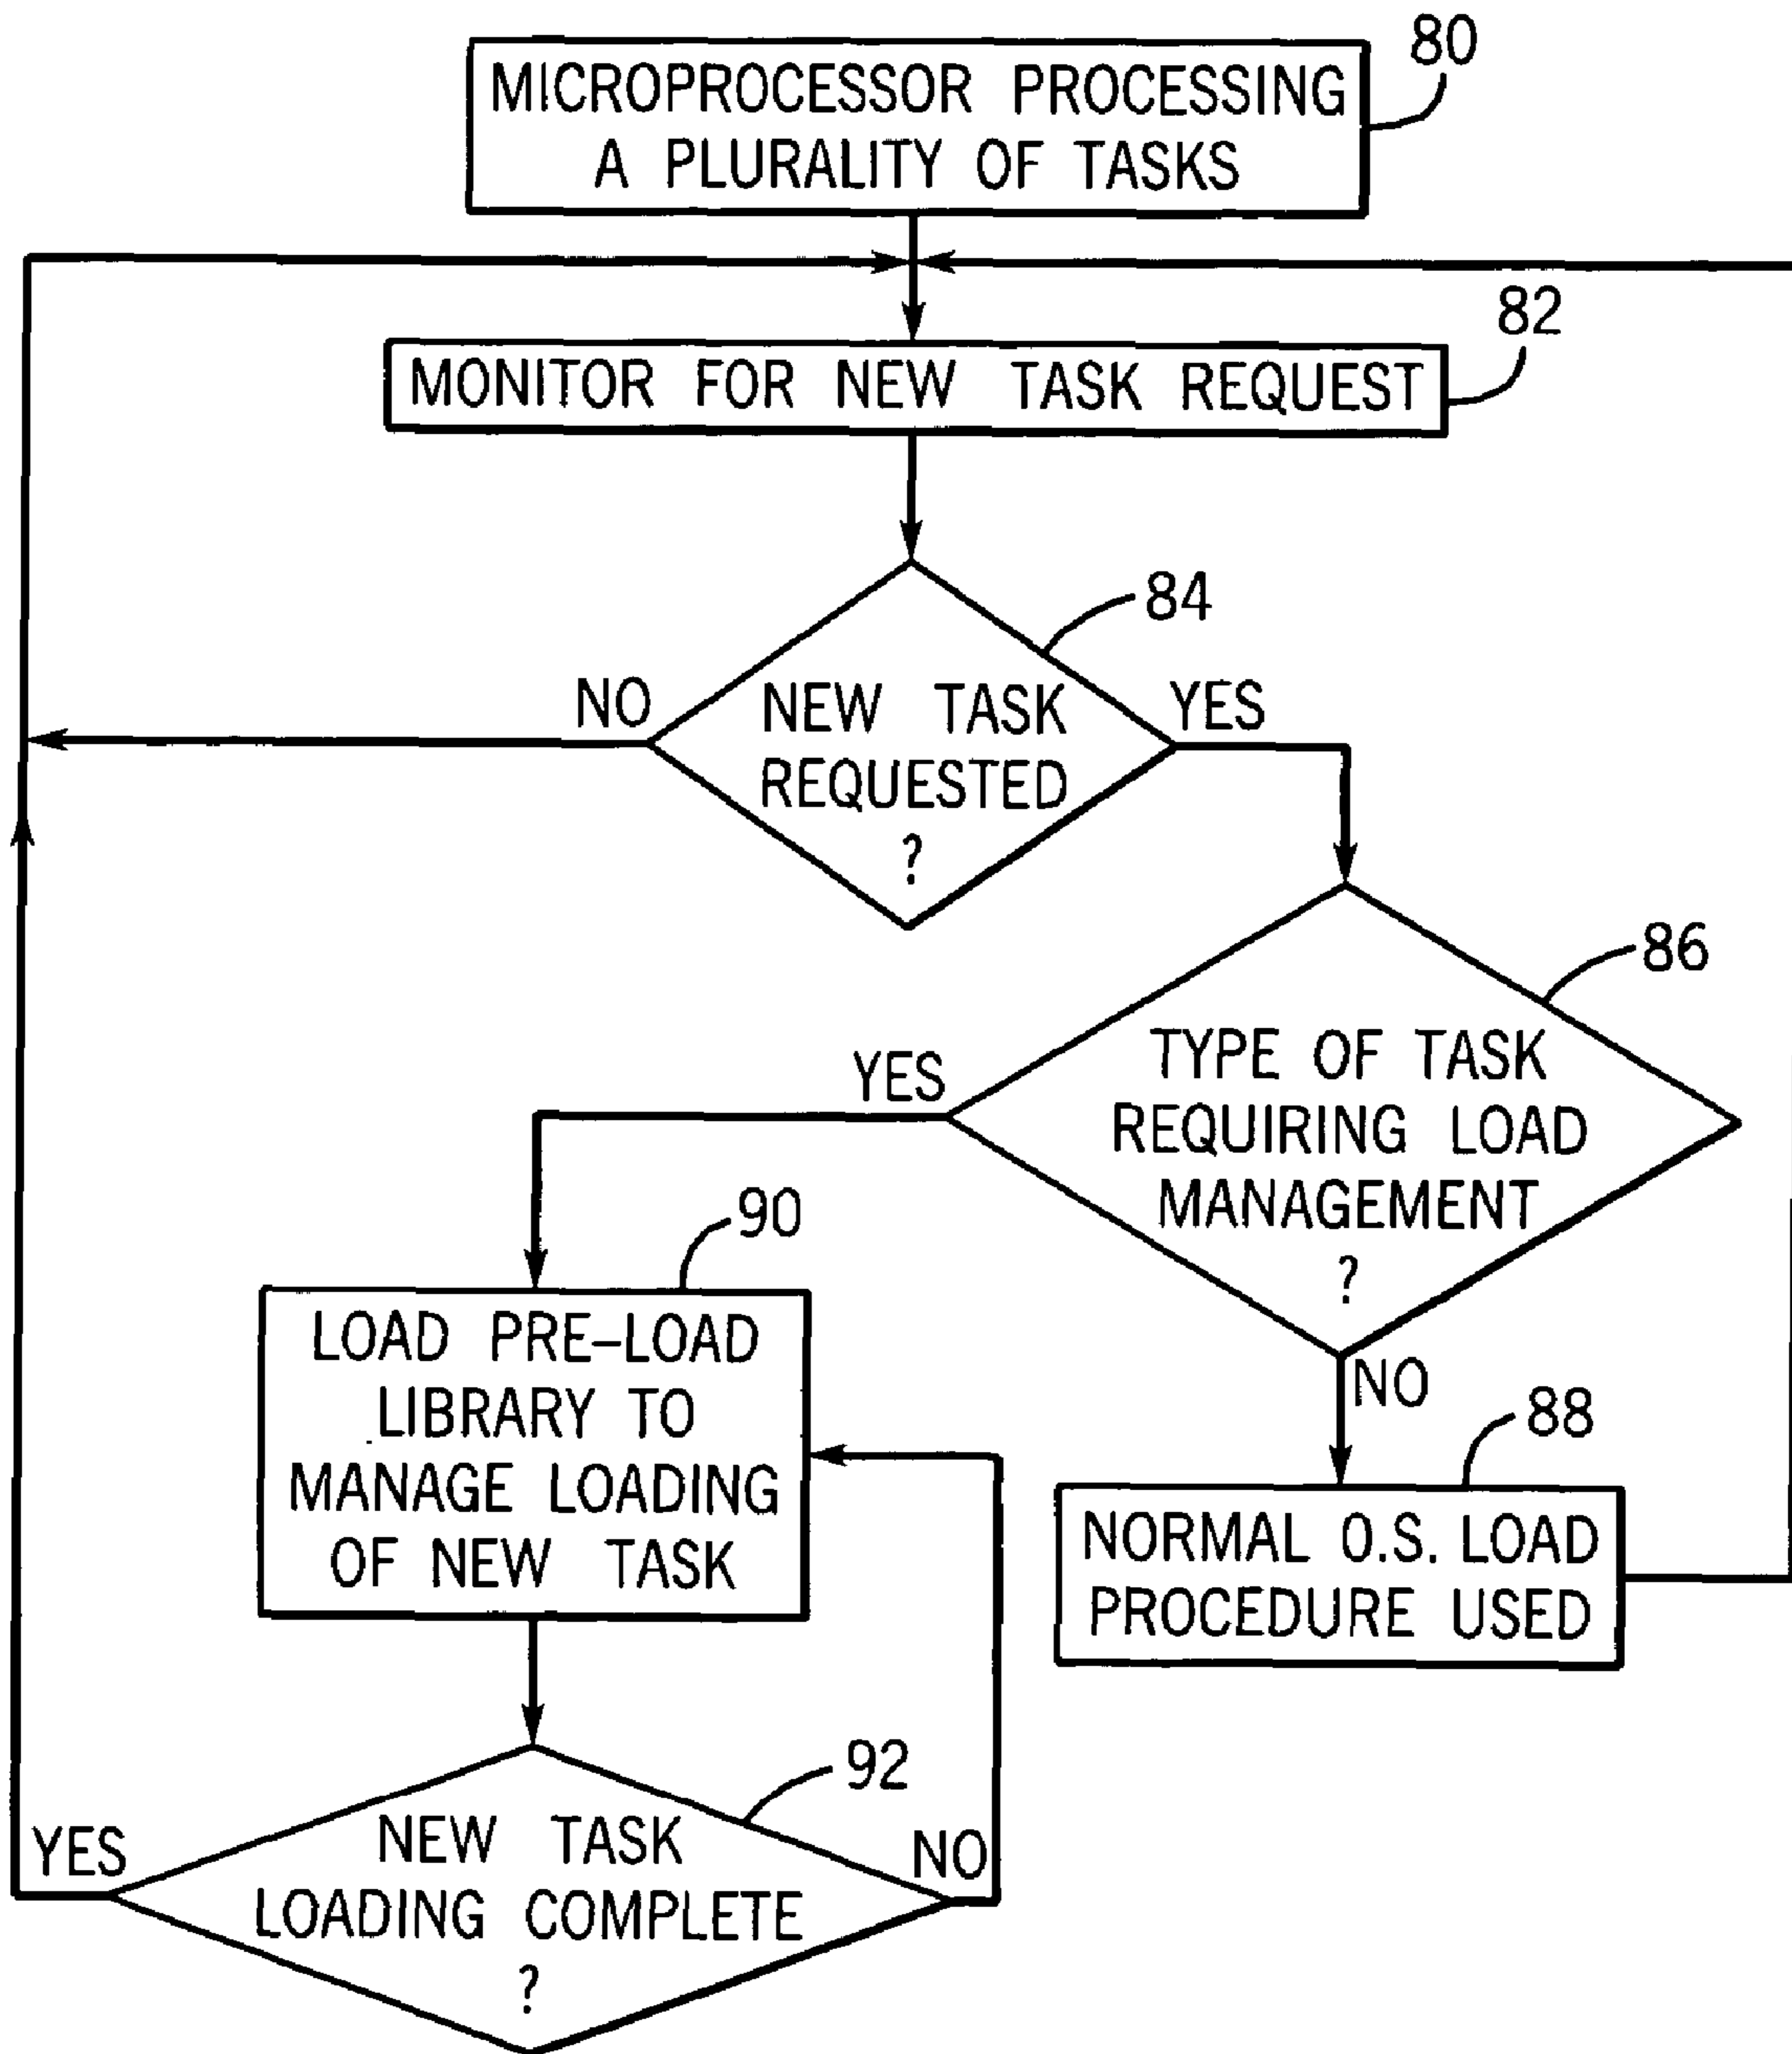 80
MICROPROCESSOR PROCESSING
A PLURALITY OF TASKS
82
MONITOR FOR NEW TASK REQUEST
84
NO
NEW TASK
REQUESTED
?
YES
86
YES
TYPE OF TASK
REQUIRING LOAD
MANAGEMENT
?
NO
90
LOAD PRE-LOAD
LIBRARY TO
MANAGE LOADING
OF NEW TASK
88
NORMAL O.S. LOAD
PROCEDURE USED
92
YES
NEW TASK
LOADING COMPLETE
?
NO